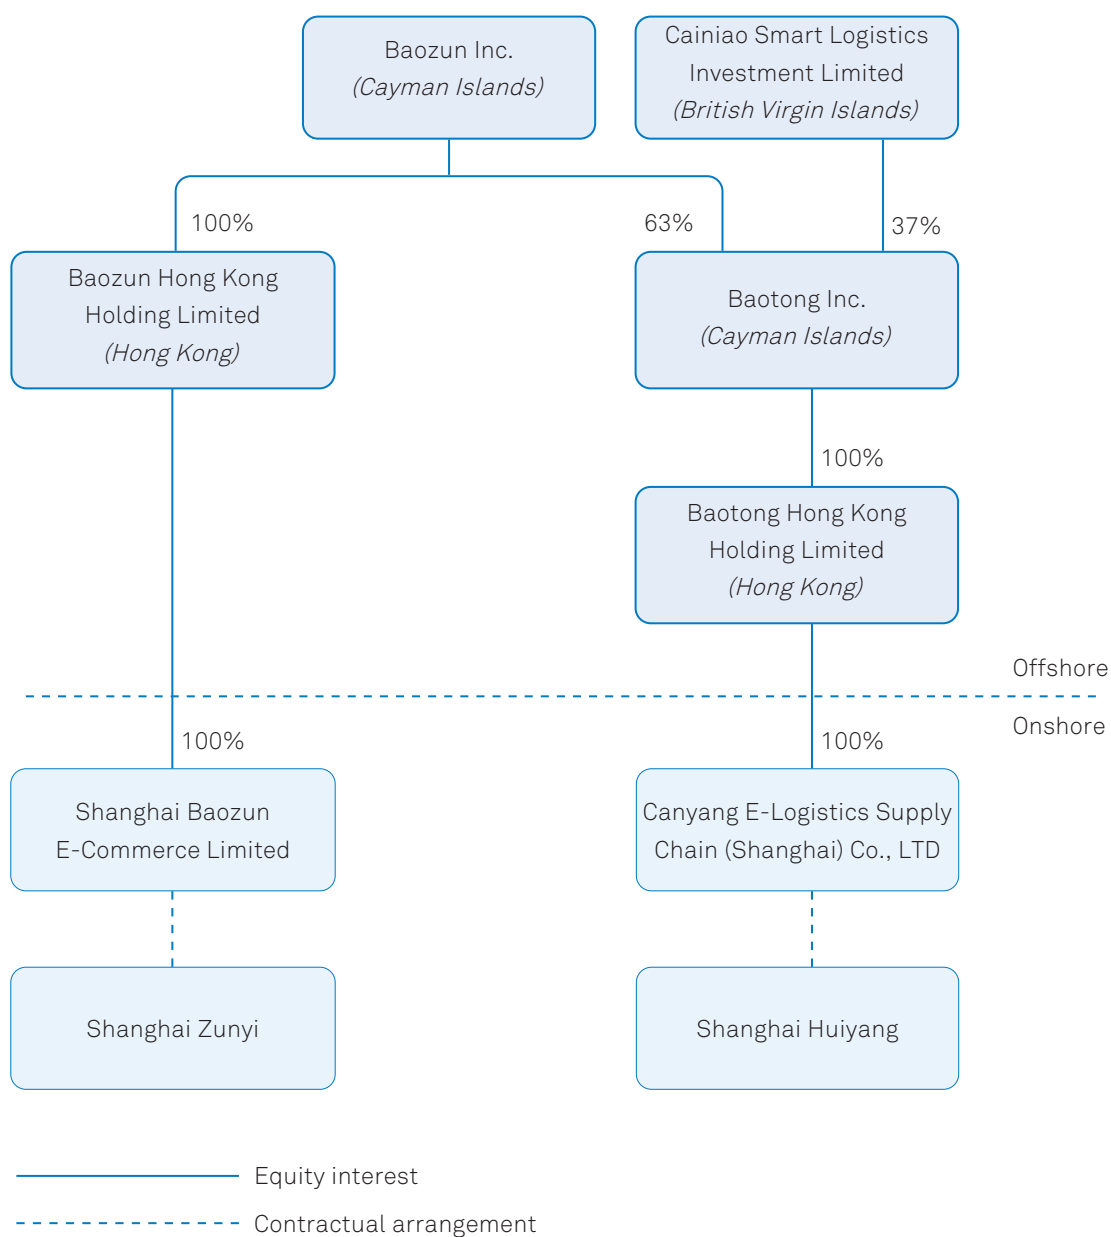 Baozun Inc.
(Cayman Islands)
Cainiao Smart Logistics
Investment Limited
(British Virgin Islands)
100%
63%
37%
Baozun Hong Kong
Holding Limited
(Hong Kong)
Baotong Inc.
(Cayman Islands)
100%
Baotong Hong Kong
Holding Limited
(Hong Kong)
Offshore
Onshore
100%
100%
Shanghai Baozun
E-Commerce Limited
Canyang E-Logistics Supply
Chain (Shanghai) Co., LTD
Shanghai Zunyi
Shanghai Huiyang
Equity interest
Contractual arrangement